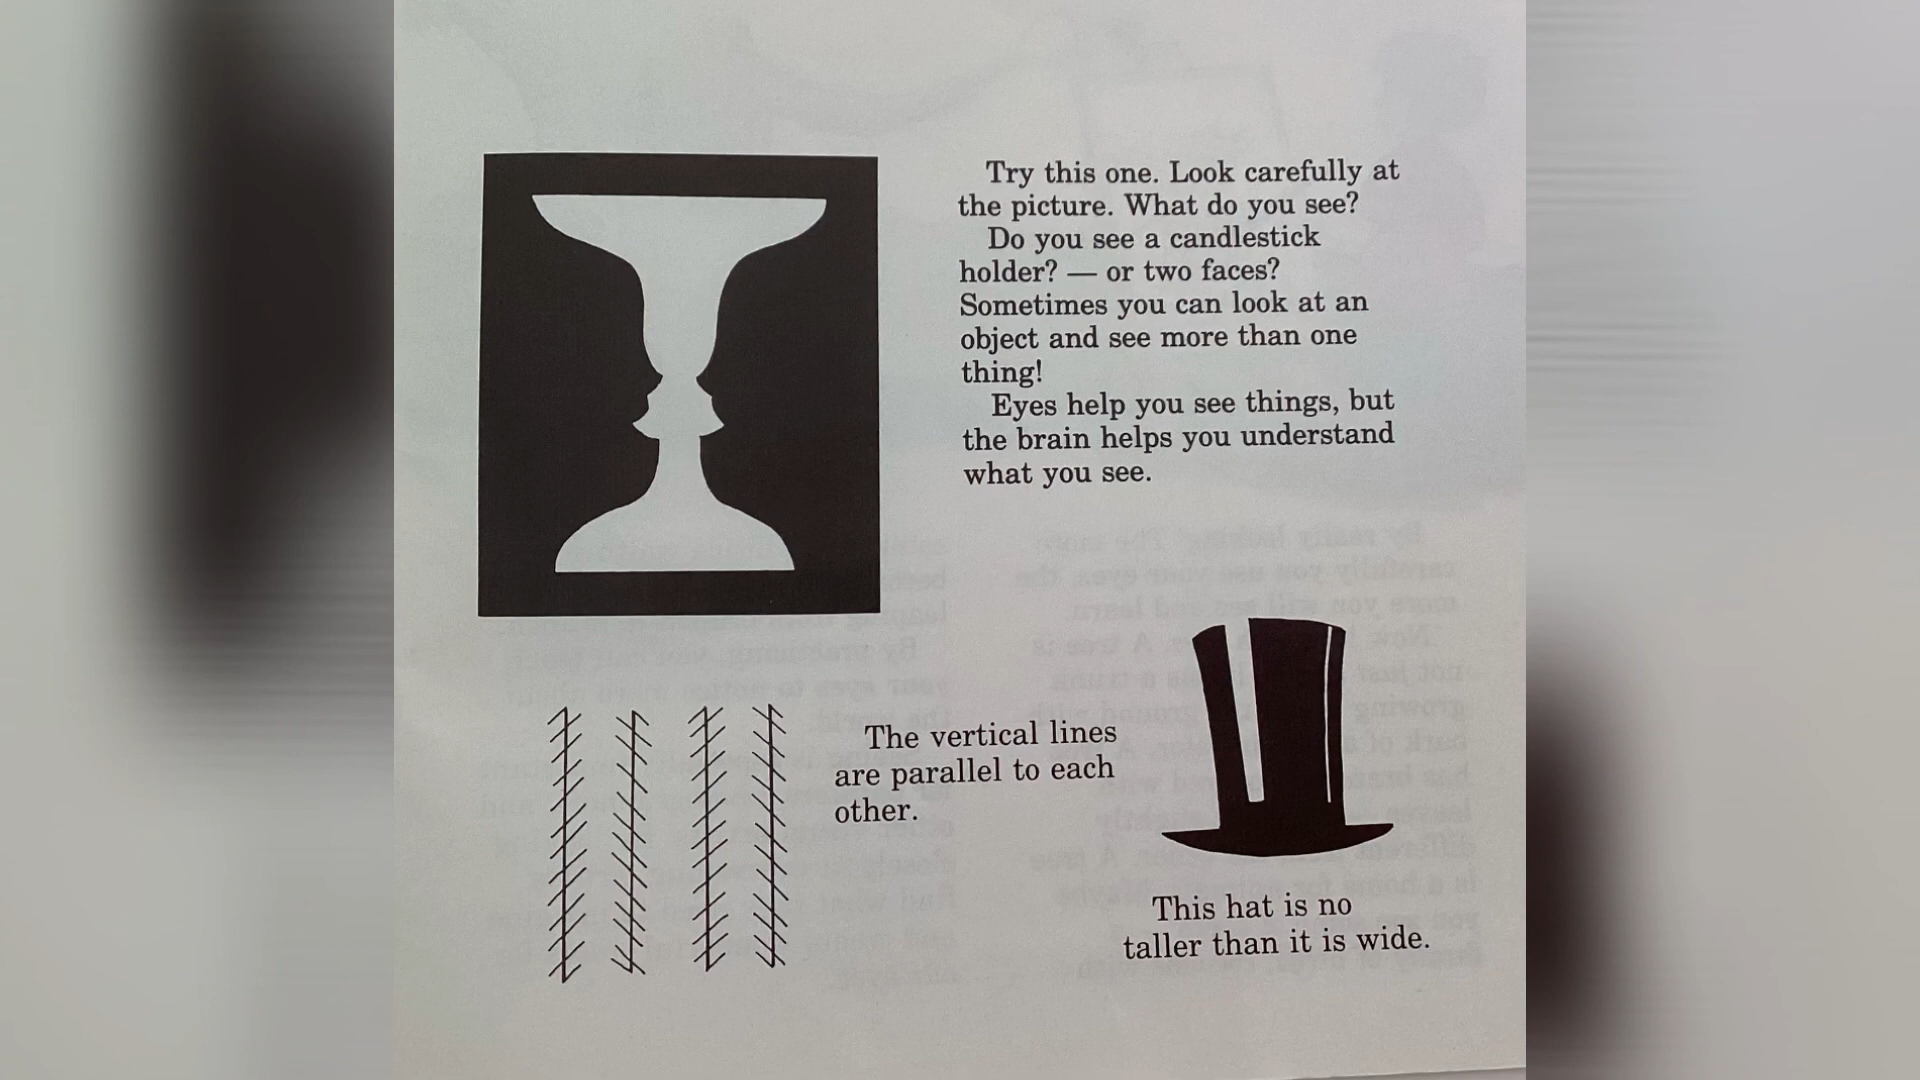 Try this one. Look carefully at
the picture. What do you see?
Do you see a candlestick
holder? — or two faces?
Sometimes you can look at an
object and see more than one
thing!
Eyes help you see things, but
the brain helps you understand
what you see.
The vertical lines
are parallel to each
other.
This hat is no
taller than it is wide.